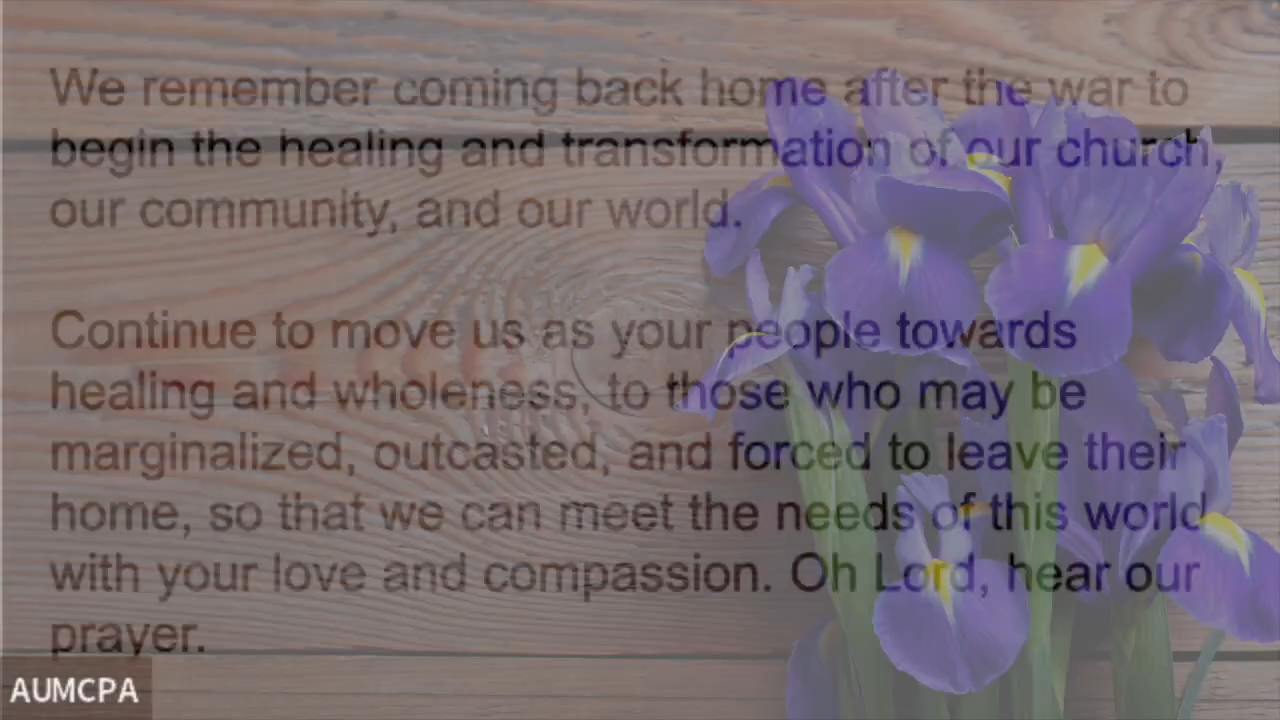 We remember coming back home after the war to
begin the healing and transformation of our church,
our community, and our world.
Continue to move us as your people towards
healing and wholeness, to those who may be
marginalized, outcasted, and forced to leave their
home, so that we can meet the needs of this world
with your love and compassion. Oh Lord, hear our
prayer.
AUMCPA